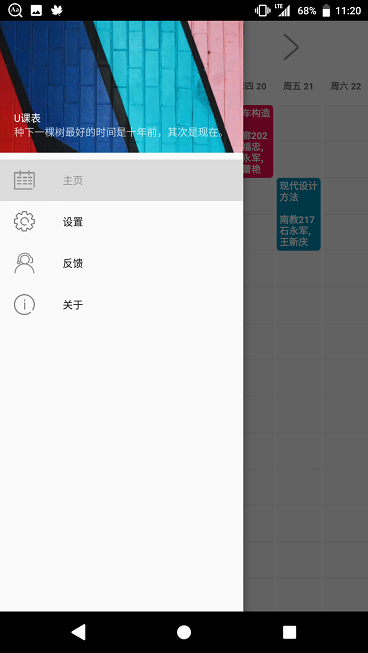 LTE 68% 11:20
U课表
种下一棵树最好的时间是十年前，其次是现在。
主页
设置
反馈
关于
四 20 周五 21 周六 22
车构造
廊202
福忠,
永军,
蕾艳
现代设计
方法
南教217
石永军,
王新庆